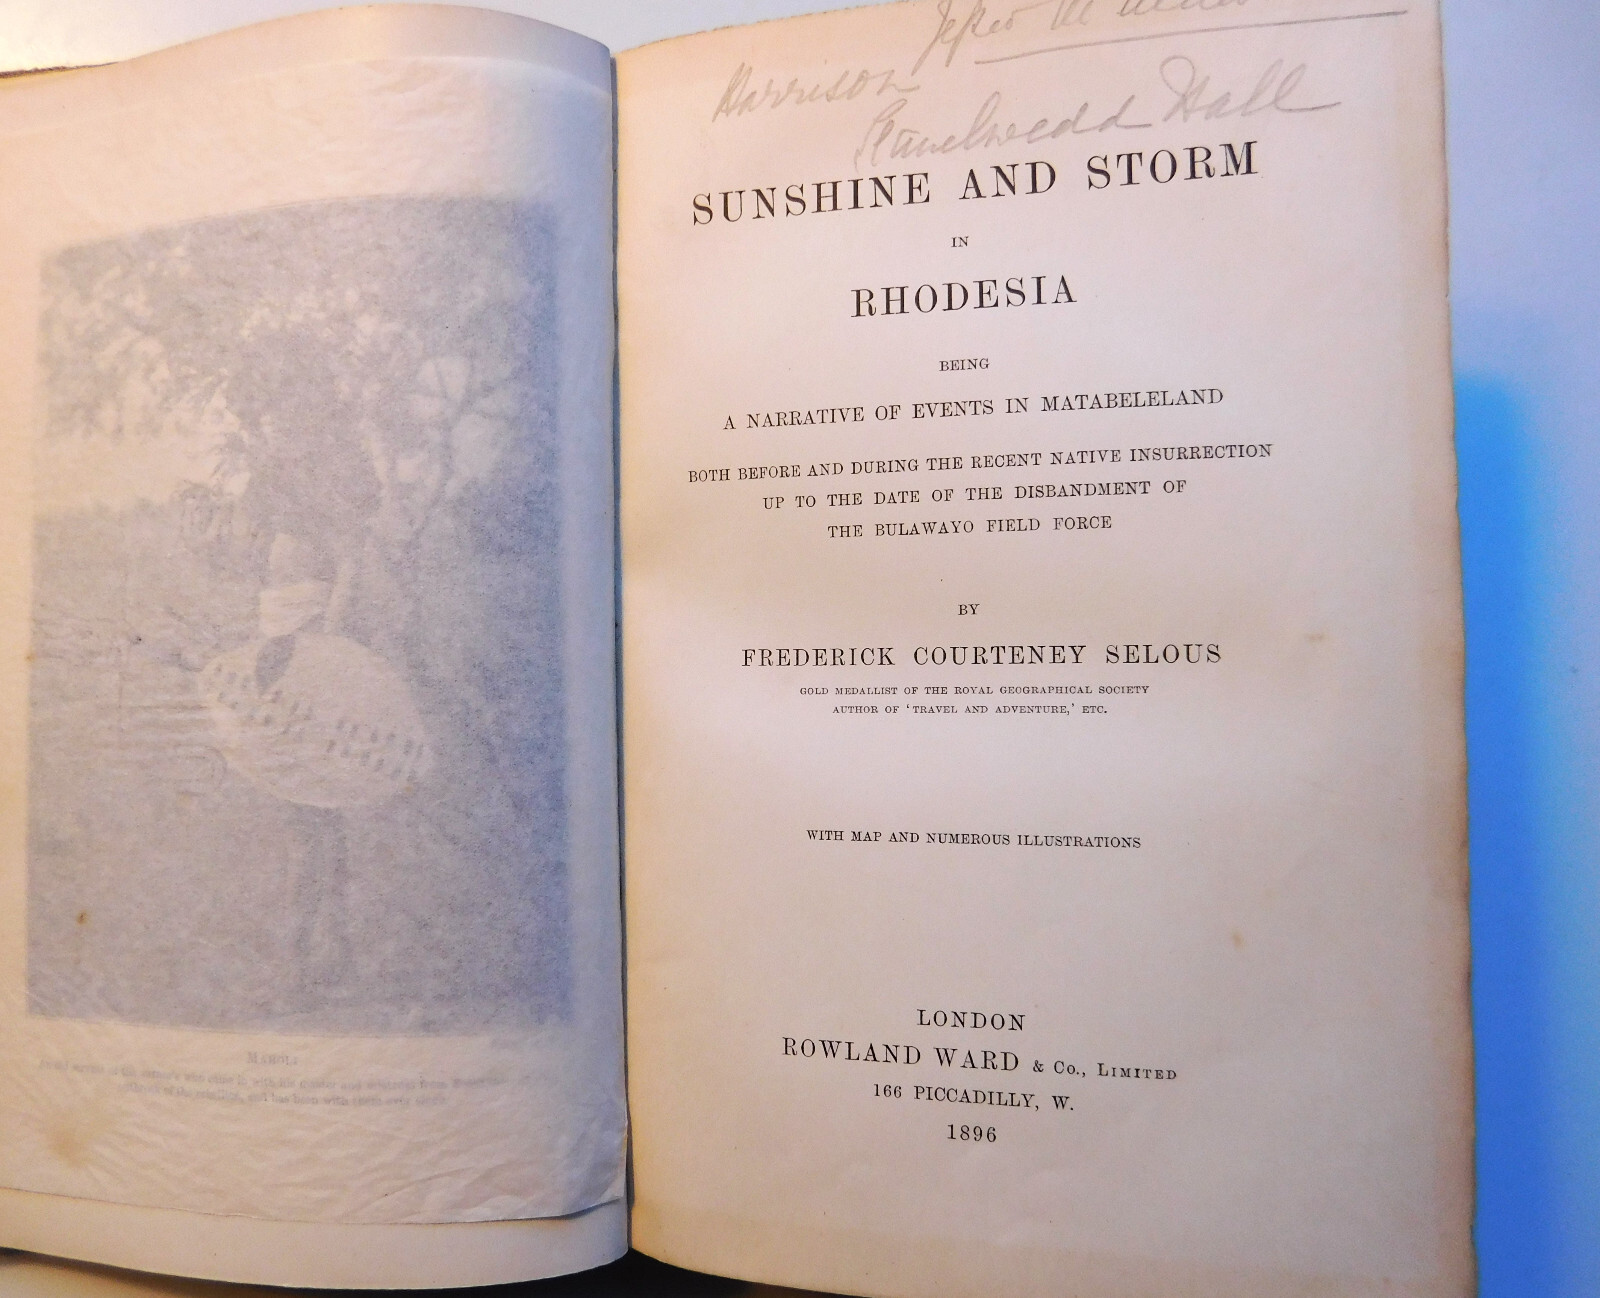 Harrison
Hall
SUNSHINE AND STORM
IN
RHODESIA
BEING
A NARRATIVE OF EVENTS IN MATABELELAND
BOTH BEFORE AND DURING THE RECENT NATIVE INSURRECTION
UP TO THE DATE OF THE DISBANDMENT OF
THE BULAWAYO FIELD FORCE
BY
FREDERICK COURTENEY SELOUS
GOLD MEDALLIST OF THE ROYAL GEOGRAPHICAL SOCIETY
AUTHOR OF ‘TRAVEL AND ADVENTURE,’ ETC.
WITH MAP AND NUMEROUS ILLUSTRATIONS
LONDON
ROWLAND WARD & Co., LIMITED
166 PICCADILLY, W.
1896